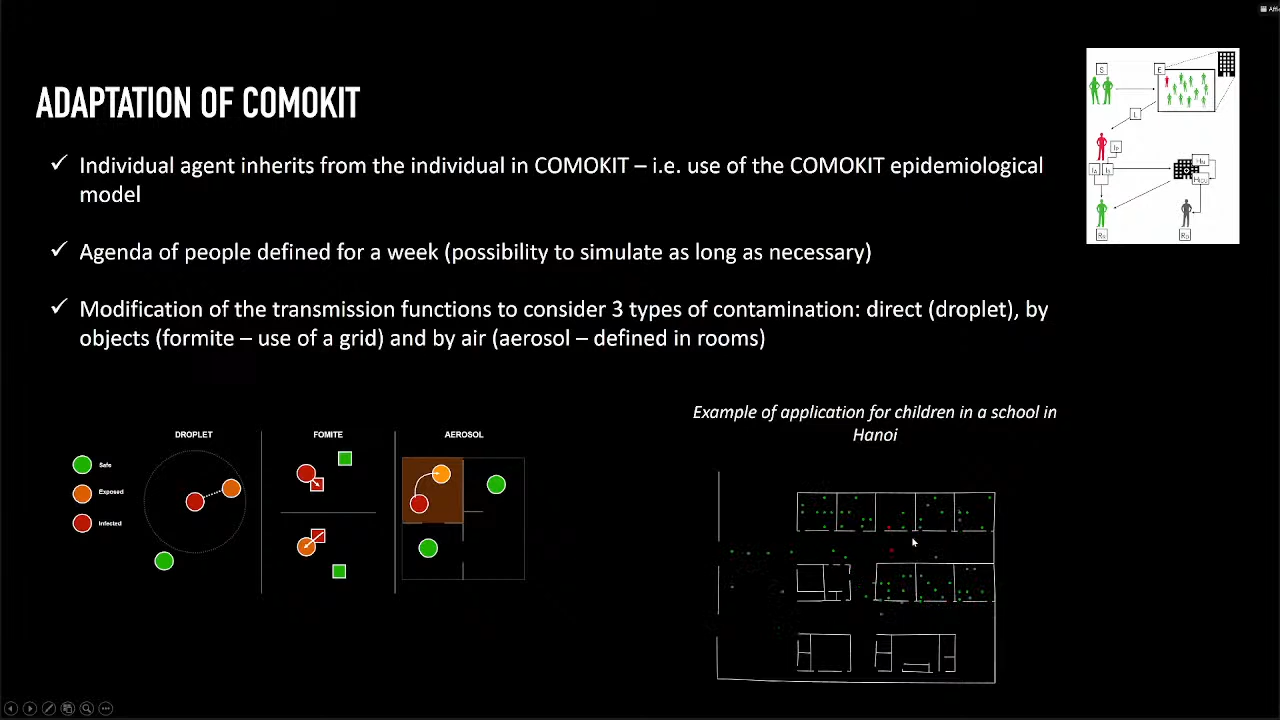 Affi
ADAPTATION OF COMOKIT
✓ Individual agent inherits from the individual in COMOKIT – i.e. use of the COMOKIT epidemiological
model
✓ Agenda of people defined for a week (possibility to simulate as long as necessary)
✓ Modification of the transmission functions to consider 3 types of contamination: direct (droplet), by
objects (formite – use of a grid) and by air (aerosol – defined in rooms)
S
E
L
Hᴜ
DROPLET
FOMITE
AEROSOL
Safe
Exposed
Infected
Example of application for children in a school in
Hanoi